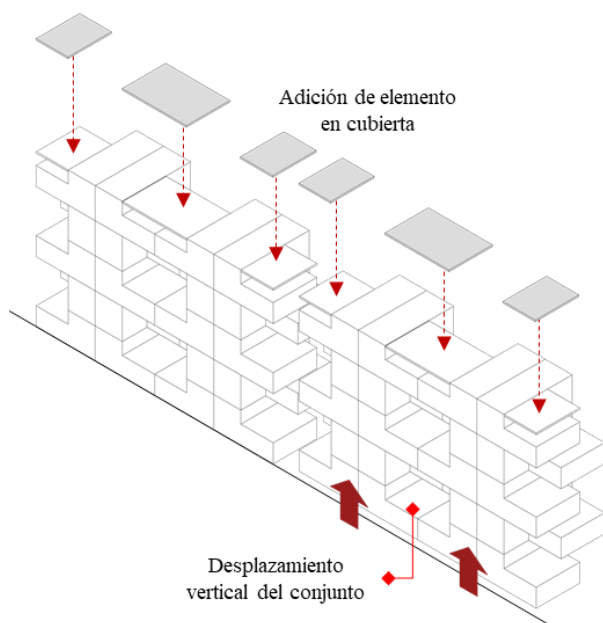 Adición de elemento
en cubierta
Desplazamiento
vertical del conjunto